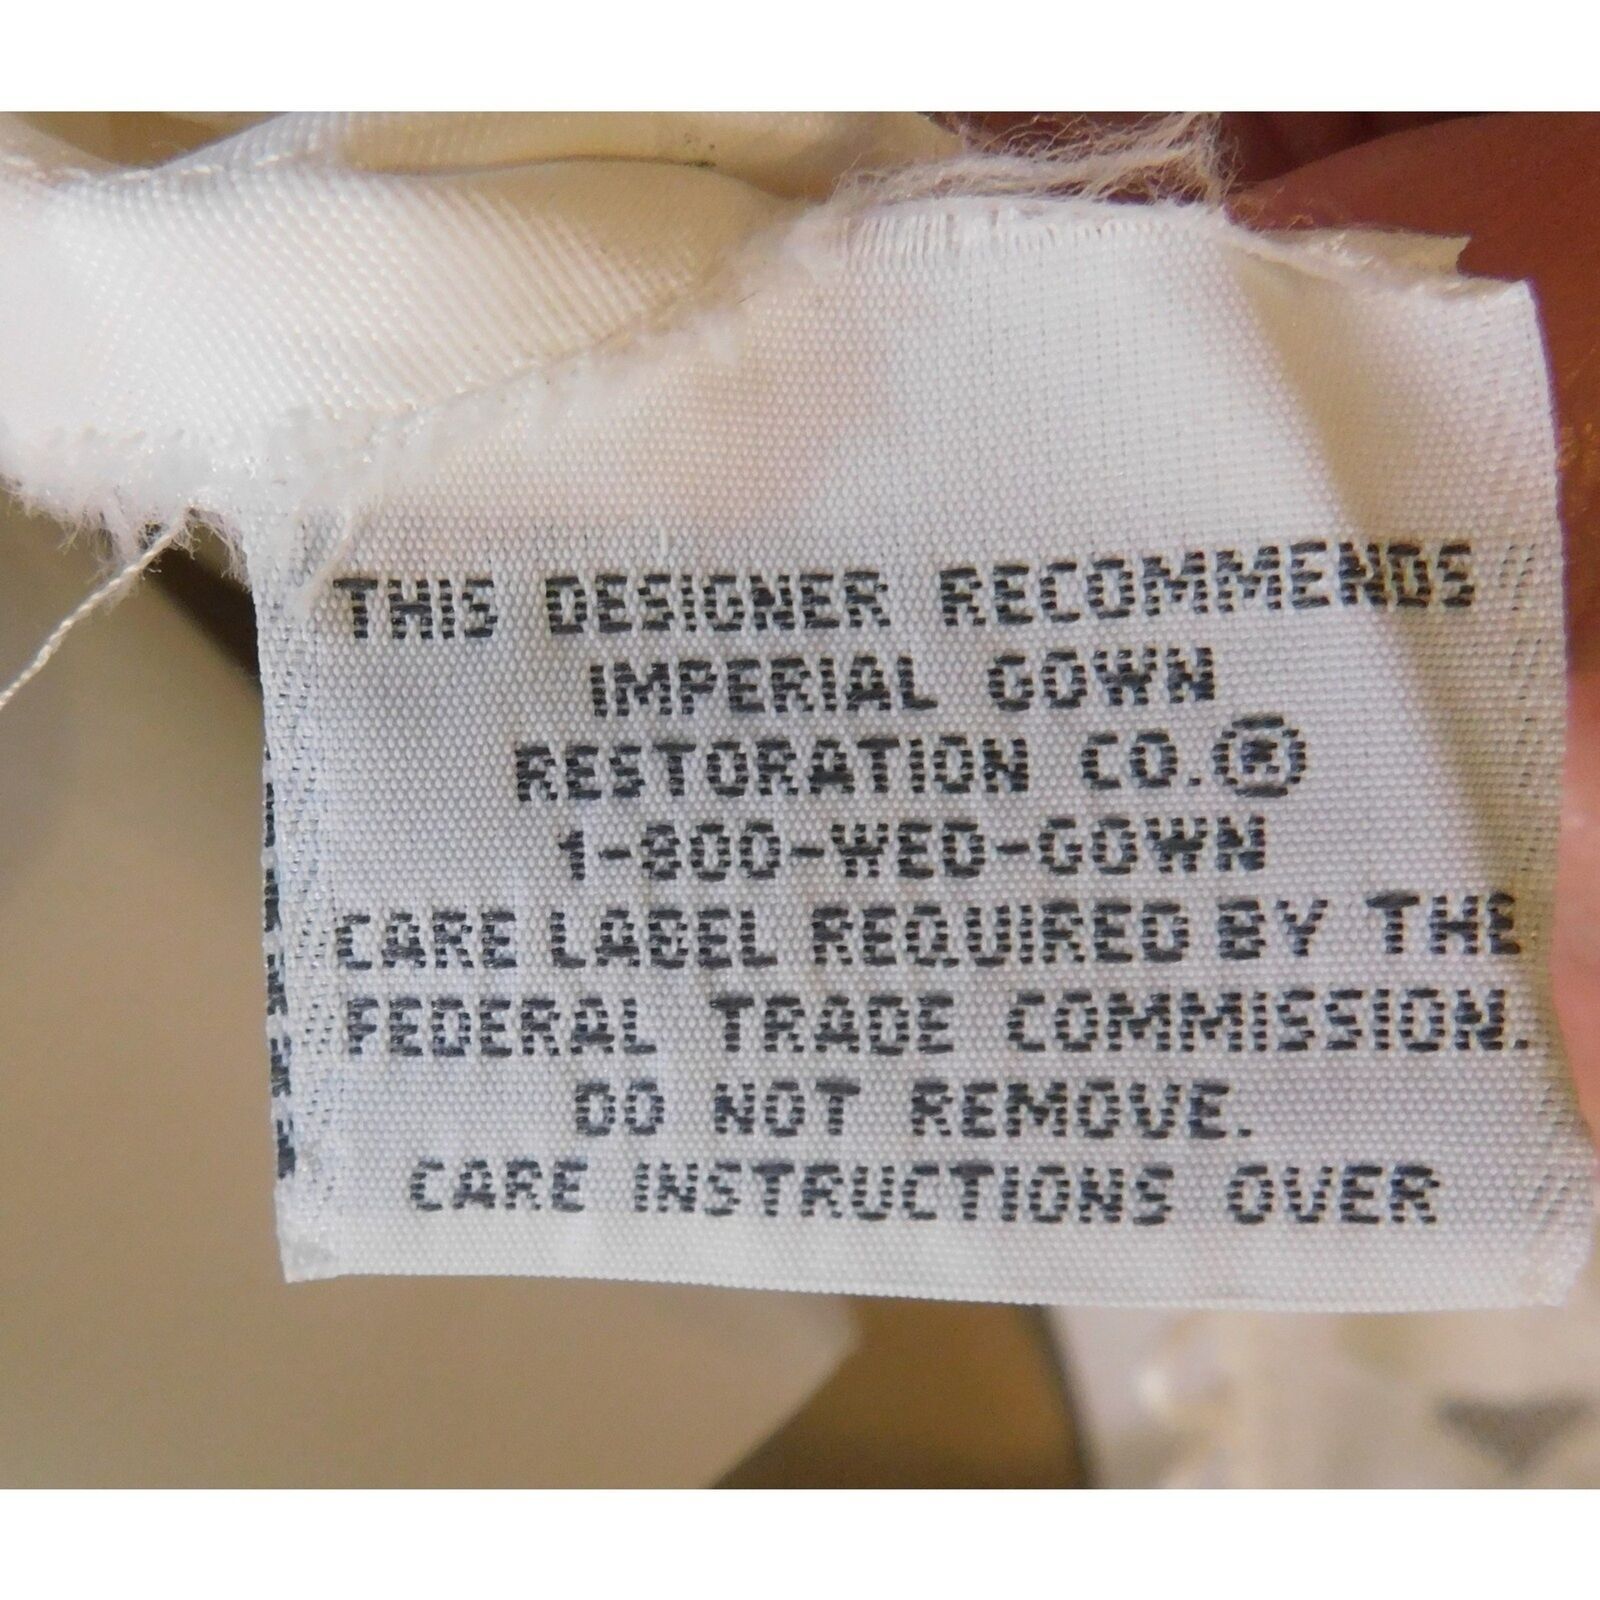 THIS DESIGNER RECOMMENDS
IMPERIAL GOWN
RESTORATION CO.®
1-800-WED-GOWN
CARE LABEL REQUIRED BY THE
FEDERAL TRADE COMMISSION.
DO NOT REMOVE.
CARE INSTRUCTIONS OVER